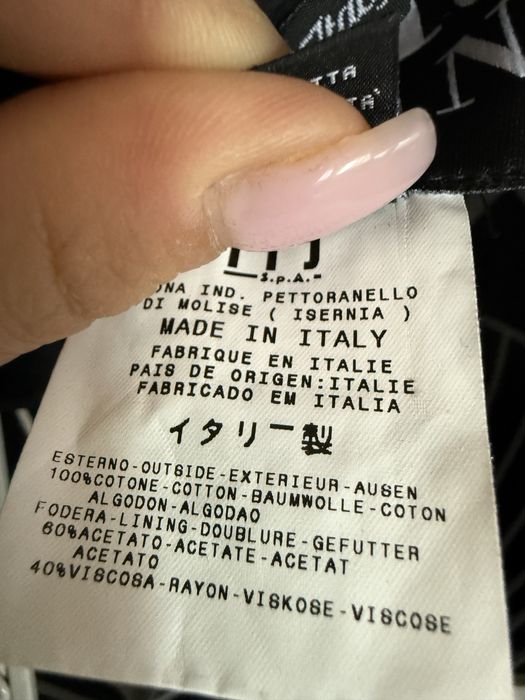 TTA
TA'
S.p.A.-
IND. PETTORANELLO
DI MOLISE ( ISERNIA )
MADE IN ITALY
FABRIQUE EN ITALIE
PAIS DE ORIGEN:ITALIE
FABRICADO EM ITALIA
イタリー製
ESTERNO-OUTSIDE-EXTERIEUR-AUSEN
100%COTONE-COTTON-BAUMWOLLE-COTON
ALGODON-ALGODAO
FODERA-LINING-DOUBLURE-GEFUTTER
60%ACETATO-ACETATE-ACETAT
ACETATO
40%VISCOSA-RAYON-VISKOSE-VISCOSE